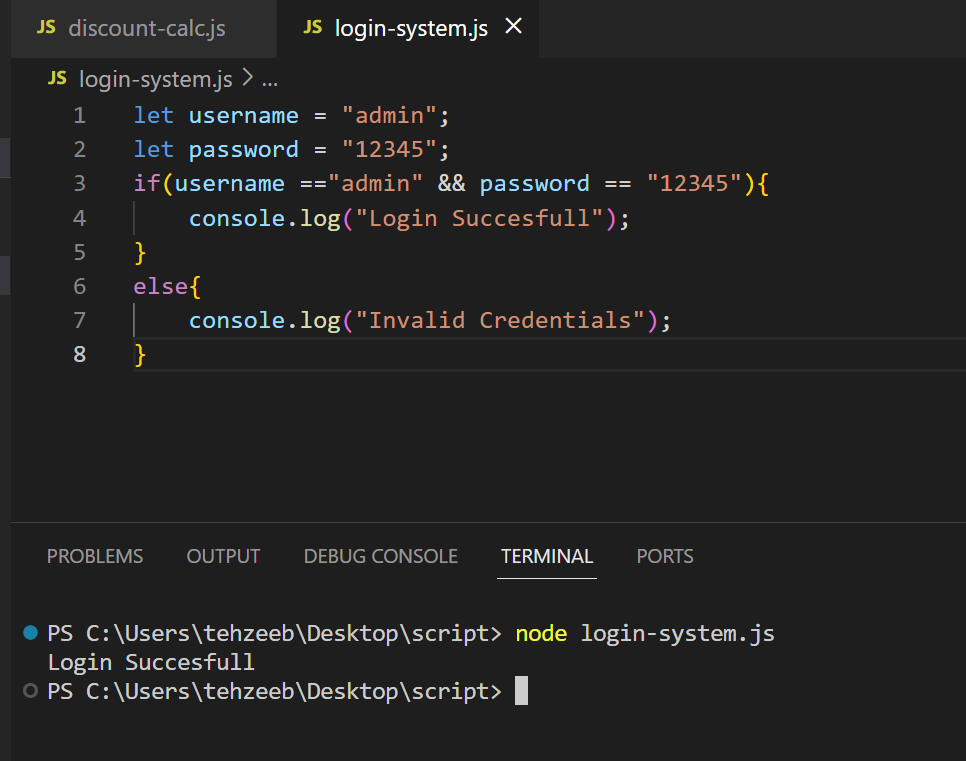 JS discount-calc.js JS login-system.js ×
JS login-system.js > ...
1 let username = "admin";
2 let password = "12345";
3 if(username =="admin" && password == "12345"){
4 console.log("Login Succesfull");
5 }
6 else{
7 console.log("Invalid Credentials");
8 }
PROBLEMS OUTPUT DEBUG CONSOLE TERMINAL PORTS
PS C:\Users\tehzeeb\Desktop\script> node login-system.js
Login Succesfull
PS C:\Users\tehzeeb\Desktop\script>